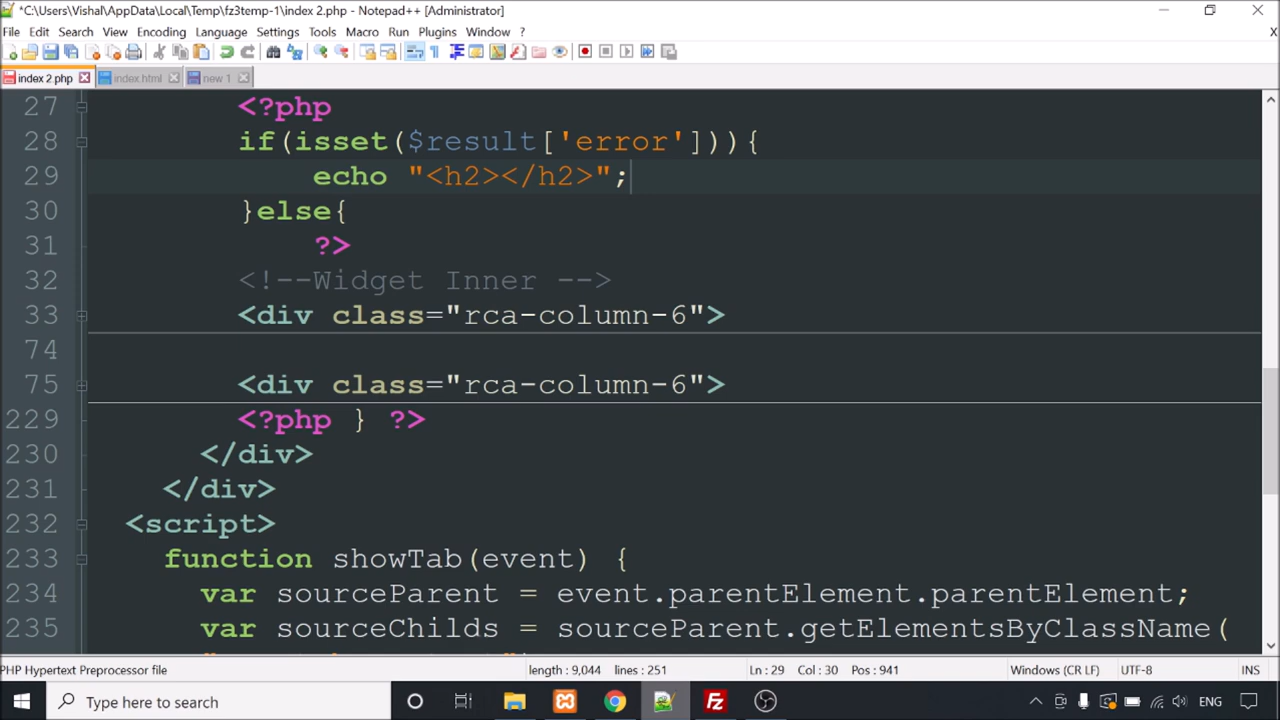 *C:\Users\Vishal\AppData\Local\Temp\fz3temp-1\index 2.php - Notepad++ [Administrator]
File Edit Search View Encoding Language Settings Tools Macro Run Plugins Window ? X
index 2.php index.html new 1
27 <?php
28 if(isset($result['error'])){
29 echo "<h2></h2>";
30 }else{
31 ?>
32 <!--Widget Inner -->
33 <div class="rca-column-6">
74
75 <div class="rca-column-6">
229 <?php } ?>
230 </div>
231 </div>
232 <script>
233 function showTab(event) {
234 var sourceParent = event.parentElement.parentElement;
235 var sourceChilds = sourceParent.getElementsByClassName(
PHP Hypertext Preprocessor file length : 9,044 lines : 251 Ln : 29 Col : 30 Pos : 941 Windows (CR LF) UTF-8 INS
Type here to search ENG